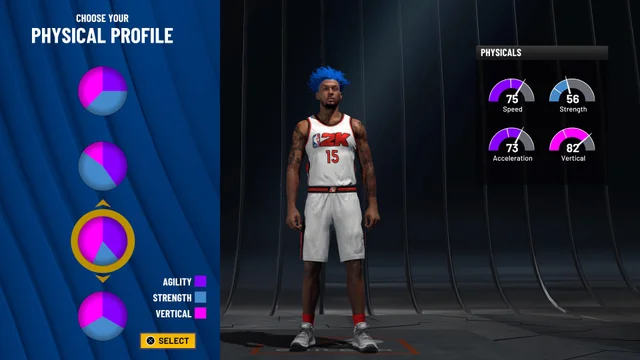 CHOOSE YOUR
PHYSICAL PROFILE
AGILITY
STRENGTH
VERTICAL
SELECT
2K
15
PHYSICALS
75
Speed
56
Strength
73
Acceleration
82
Vertical